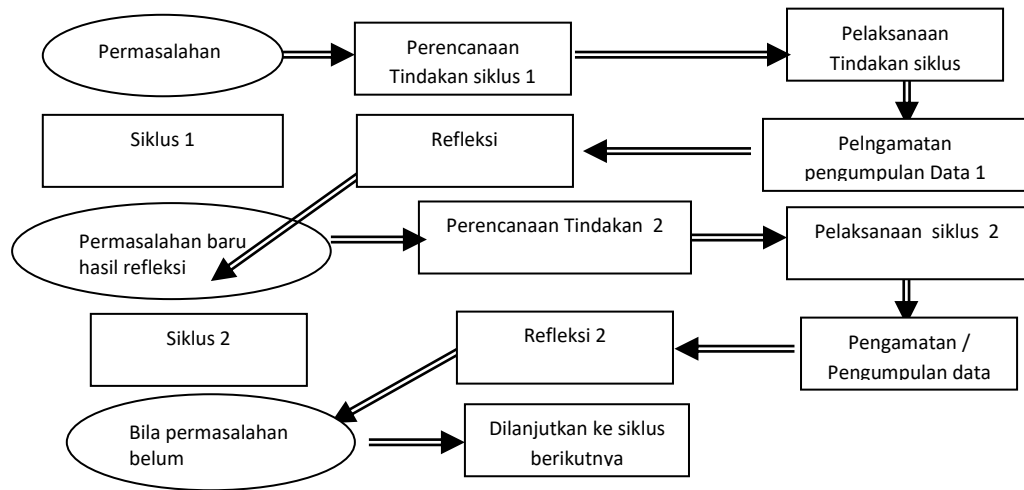 Permasalahan
Perencanaan
Tindakan siklus 1
Pelaksanaan
Tindakan siklus
Siklus 1
Refleksi
Pelngamatan
pengumpulan Data 1
Permasalahan baru
hasil refleksi
Perencanaan Tindakan 2
Pelaksanaan siklus 2
Siklus 2
Refleksi 2
Pengamatan /
Pengumpulan data
Bila permasalahan
belum
Dilanjutkan ke siklus
berikutnya